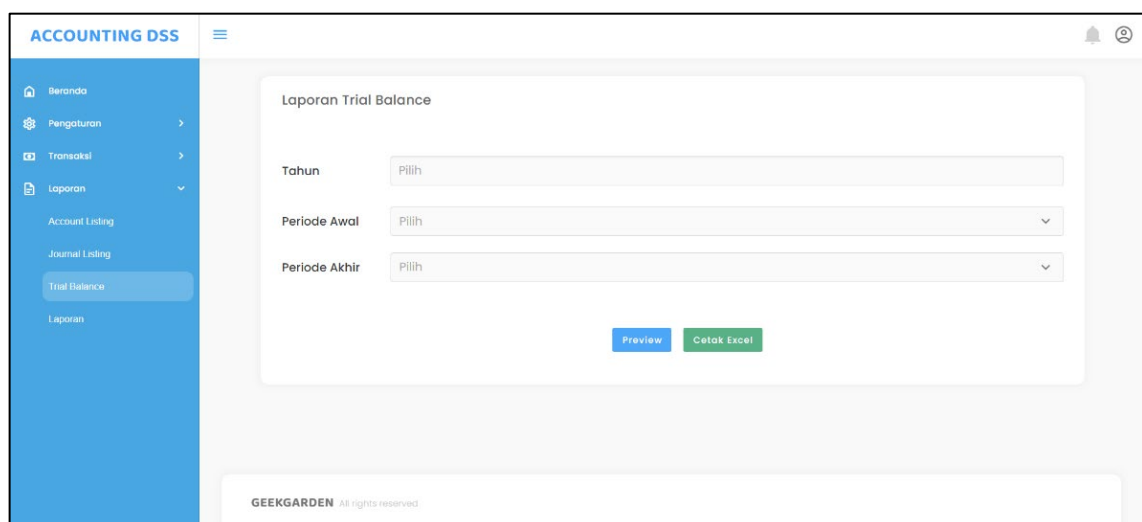 ACCOUNTING DSS
Beranda
Pengaturan
Transaksi
Laporan
Account Listing
Journal Listing
Trial Balance
Laporan
Laporan Trial Balance
Tahun Pilih
Periode Awal Pilih
Periode Akhir Pilih
Preview Cetak Excel
GEEKGARDEN All rights reserved.